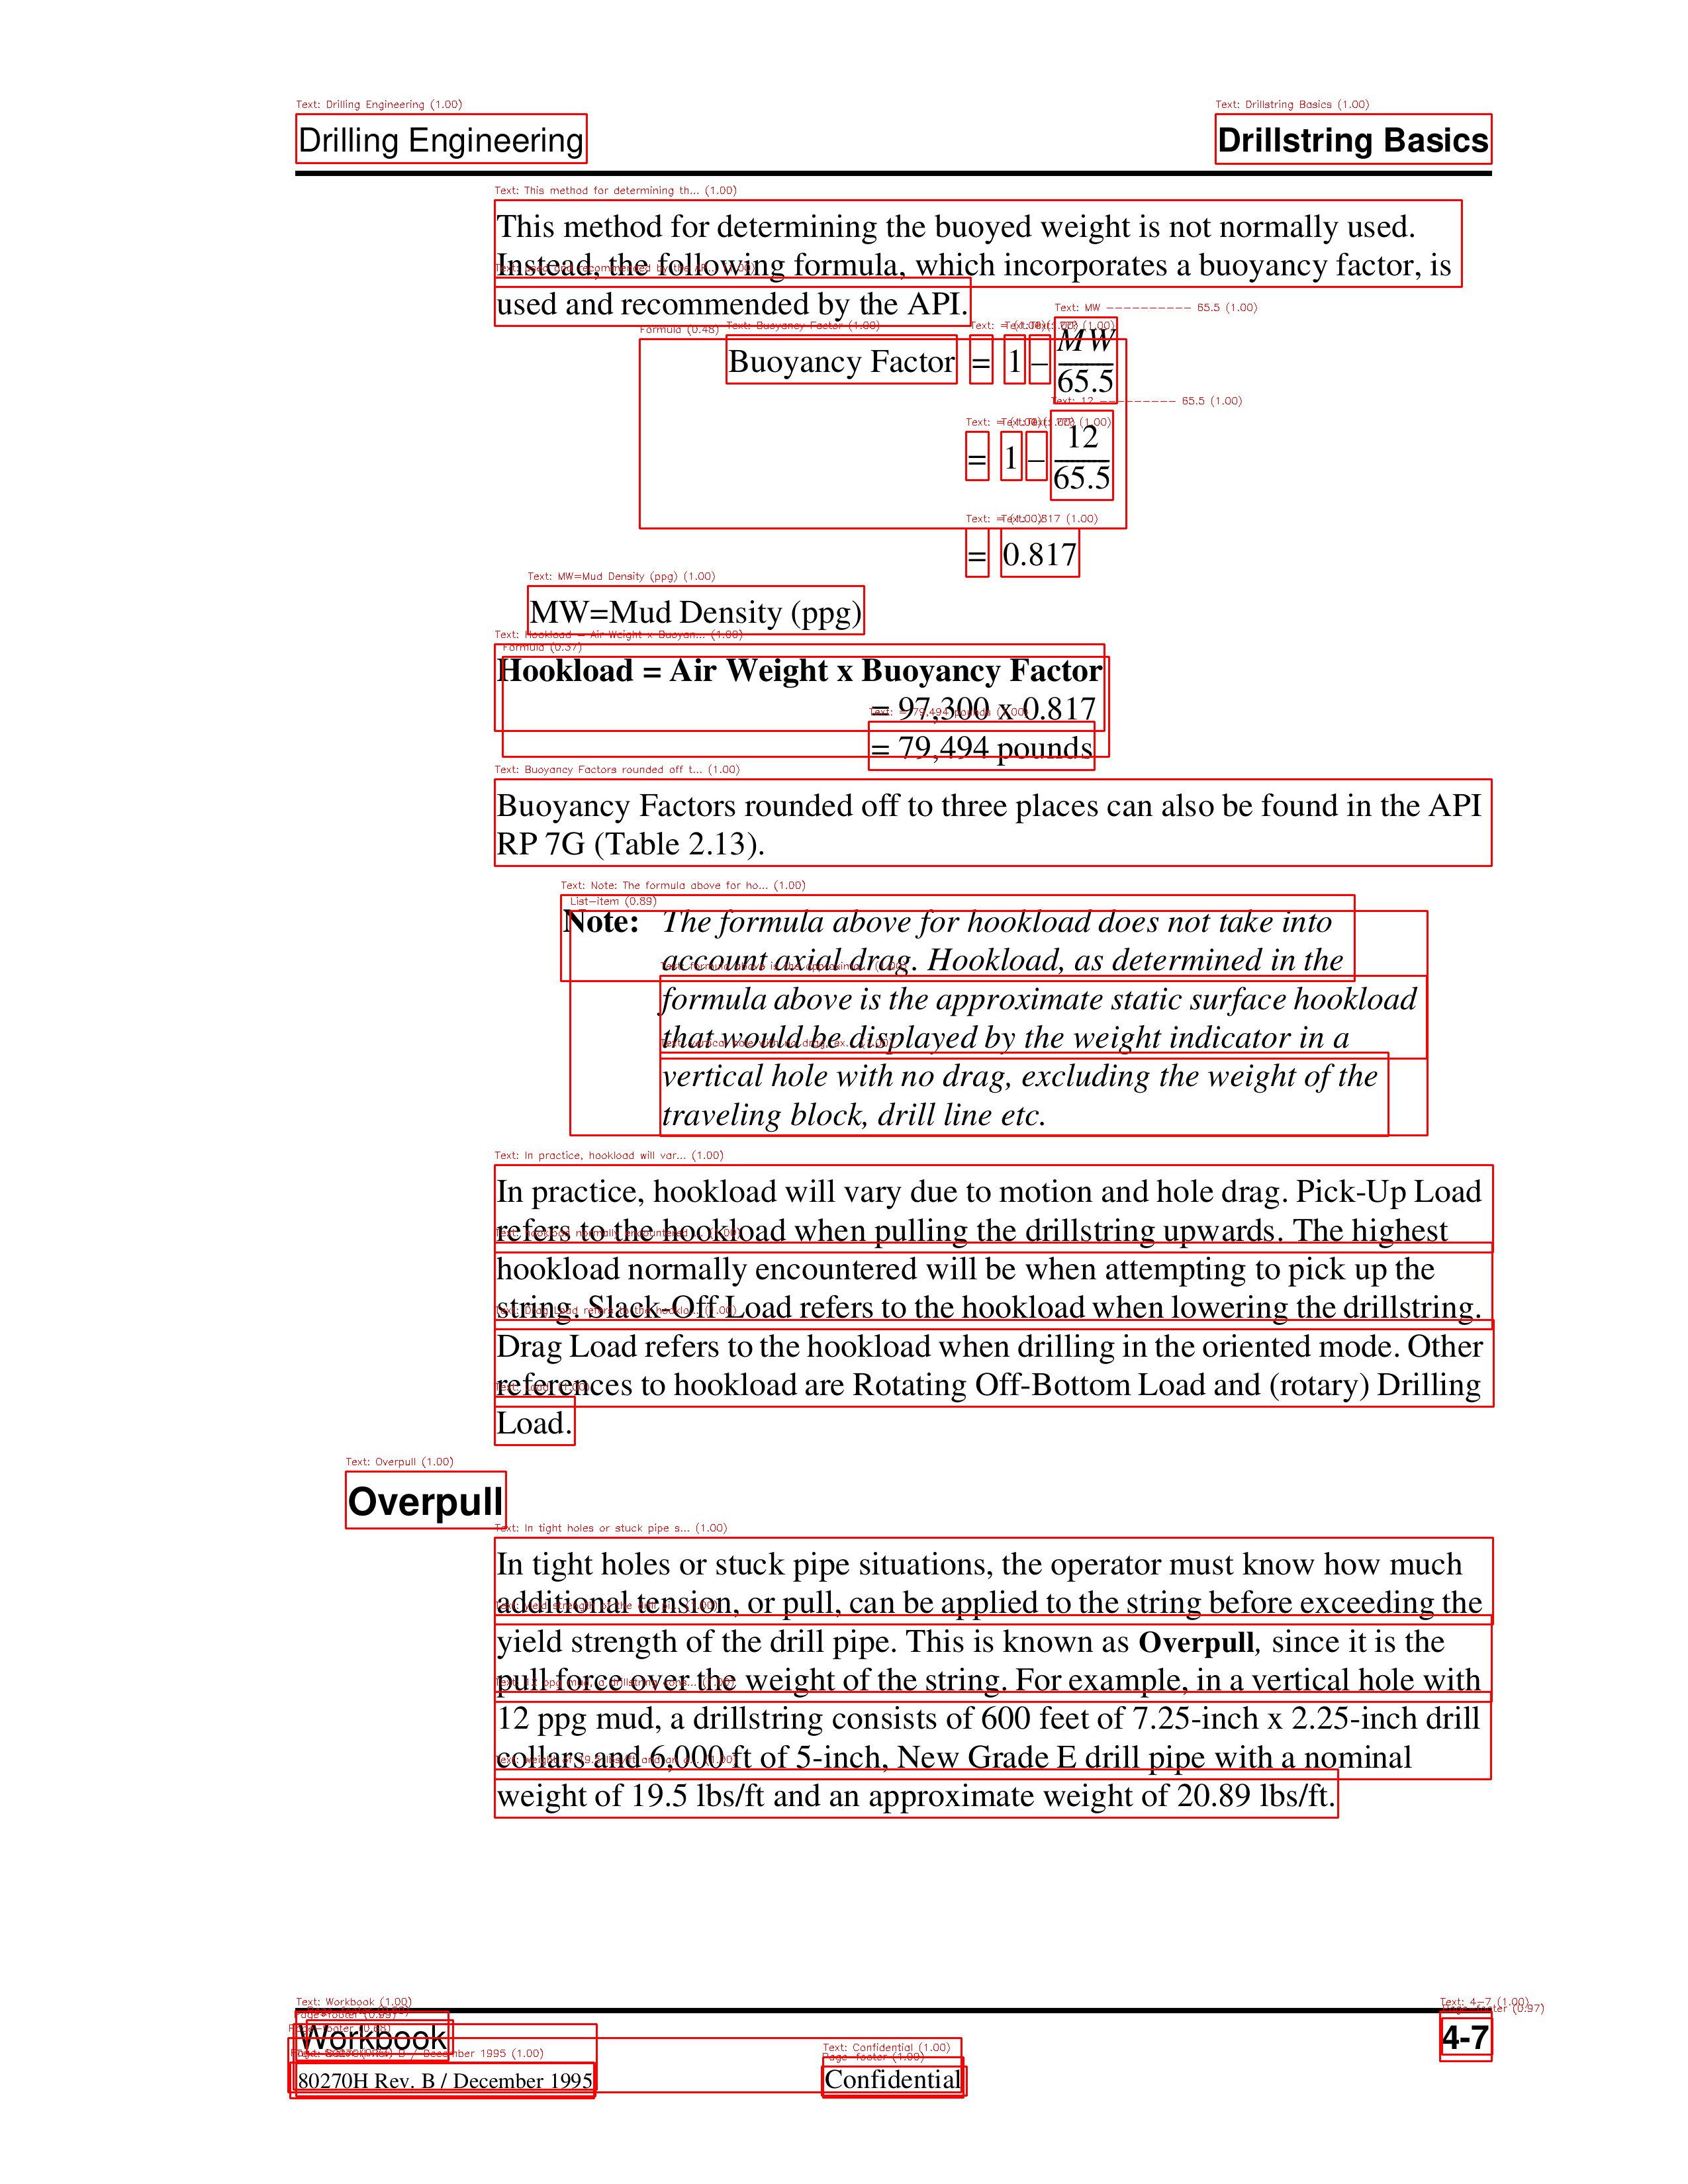 Drilling Engineering
Drillstring Basics
This method for determining the buoyed weight is not normally used.
Instead, the following formula, which incorporates a buoyancy factor, is
used and recommended by the API.
Buoyancy Factor = 1 – MW/65.5
= 1 – 12/65.5
= 0.817
MW=Mud Density (ppg)
Hookload = Air Weight x Buoyancy Factor
= 97,300 x 0.817
= 79,494 pounds
Buoyancy Factors rounded off to three places can also be found in the API
RP 7G (Table 2.13).
Note: The formula above for hookload does not take into
account axial drag. Hookload, as determined in the
formula above is the approximate static surface hookload
that would be displayed by the weight indicator in a
vertical hole with no drag, excluding the weight of the
traveling block, drill line etc.
In practice, hookload will vary due to motion and hole drag. Pick-Up Load
refers to the hookload when pulling the drillstring upwards. The highest
hookload normally encountered will be when attempting to pick up the
string. Slack-Off Load refers to the hookload when lowering the drillstring.
Drag Load refers to the hookload when drilling in the oriented mode. Other
references to hookload are Rotating Off-Bottom Load and (rotary) Drilling
Load.
Overpull
In tight holes or stuck pipe situations, the operator must know how much
additional tension, or pull, can be applied to the string before exceeding the
yield strength of the drill pipe. This is known as Overpull, since it is the
pull force over the weight of the string. For example, in a vertical hole with
12 ppg mud, a drillstring consists of 600 feet of 7.25-inch x 2.25-inch drill
collars and 6,000 ft of 5-inch, New Grade E drill pipe with a nominal
weight of 19.5 lbs/ft and an approximate weight of 20.89 lbs/ft.
Workbook
4-7
80270H Rev. B / December 1995
Confidential